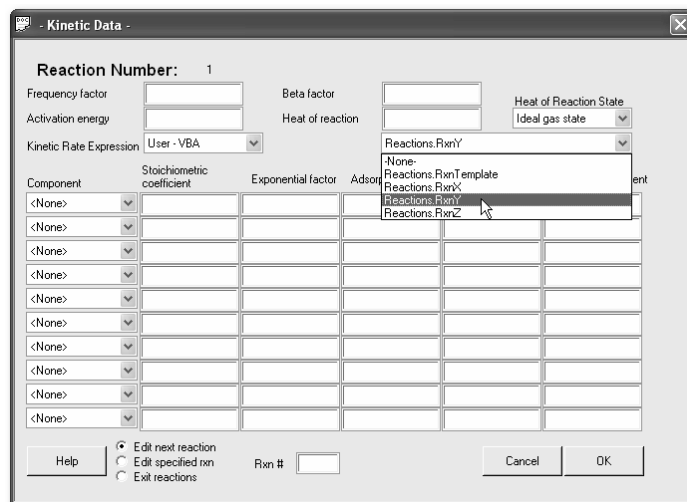 - Kinetic Data -
Reaction Number: 1
Frequency factor
Beta factor
Heat of Reaction State
Activation energy
Heat of reaction
Ideal gas state
Kinetic Rate Expression
User - VBA
Reactions.RxnY
-None-
Reactions.RxnTemplate
Reactions.RxnX
Reactions.RxnY
Reactions.RxnZ
Component
Stoichiometric
coefficient
Exponential factor
<None>
<None>
<None>
<None>
<None>
<None>
<None>
<None>
<None>
<None>
Help
Edit next reaction
Edit specified rxn
Exit reactions
Rxn #
Cancel
OK